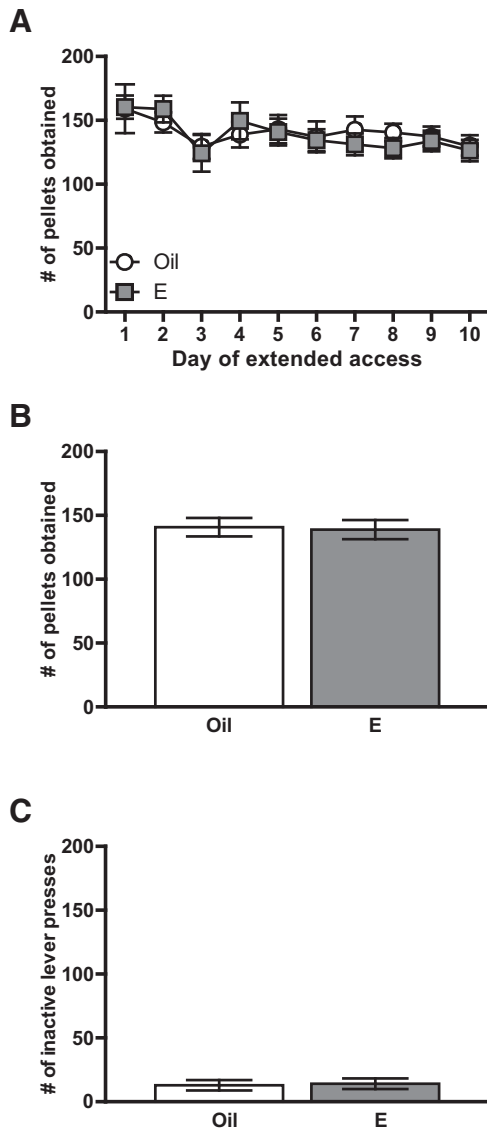 A
# of pellets obtained
200
150
100
50
0
Oil
E
1 2 3 4 5 6 7 8 9 10
Day of extended access
B
# of pellets obtained
200
150
100
50
0
Oil E
C
# of inactive lever presses
200
150
100
50
0
Oil E